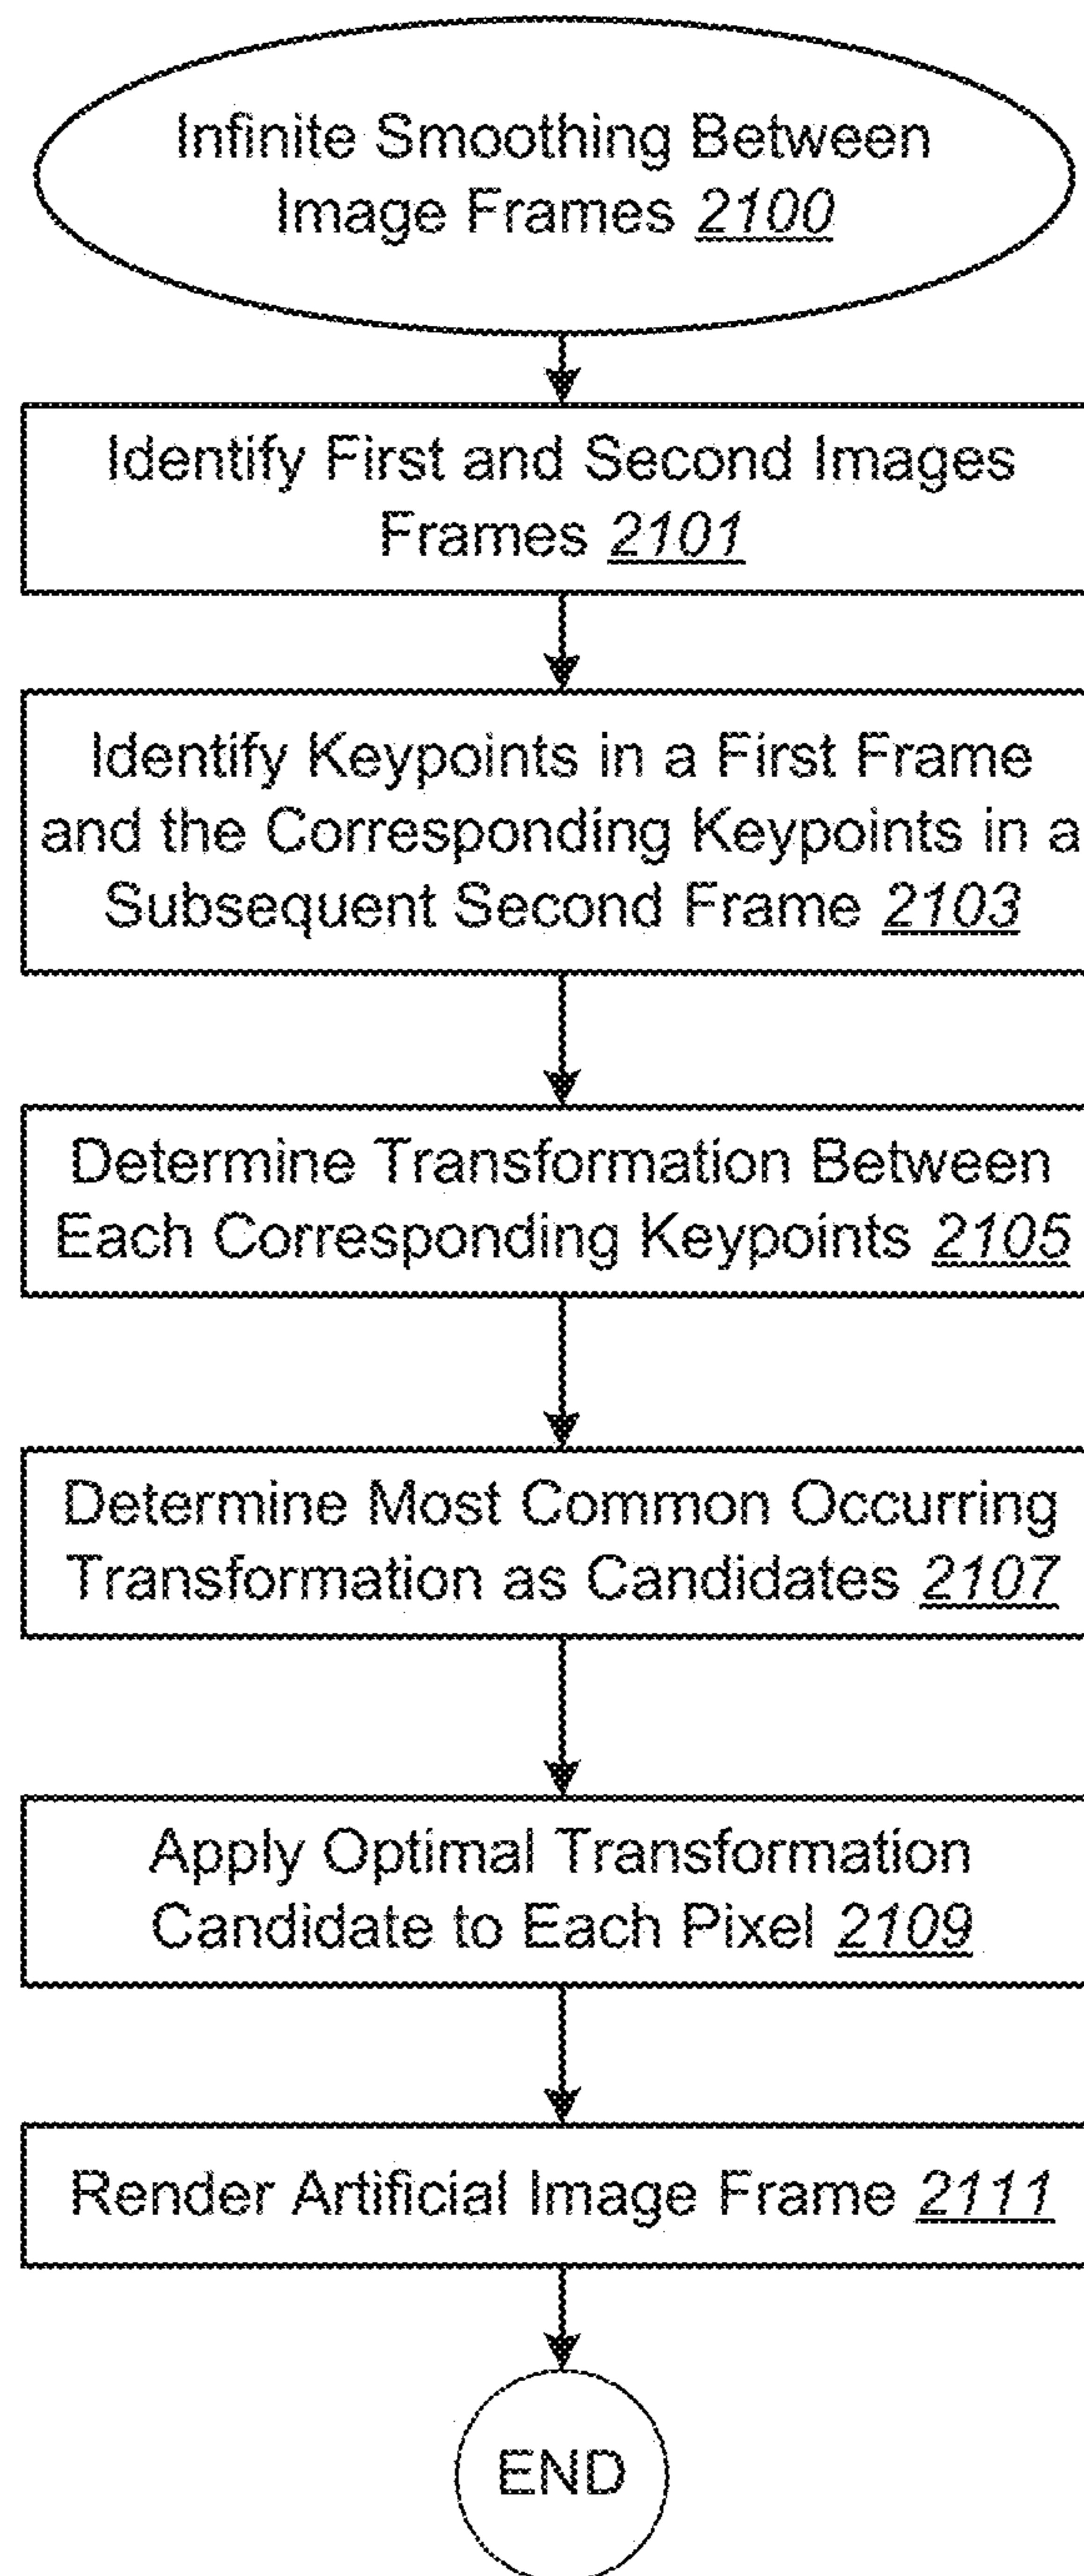 Infinite Smoothing Between
Image Frames 2100
Identify First and Second Images
Frames 2101
Identify Keypoints in a First Frame
and the Corresponding Keypoints in a
Subsequent Second Frame 2103
Determine Transformation Between
Each Corresponding Keypoints 2105
Determine Most Common Occurring
Transformation as Candidates 2107
Apply Optimal Transformation
Candidate to Each Pixel 2109
Render Artificial Image Frame 2111
END